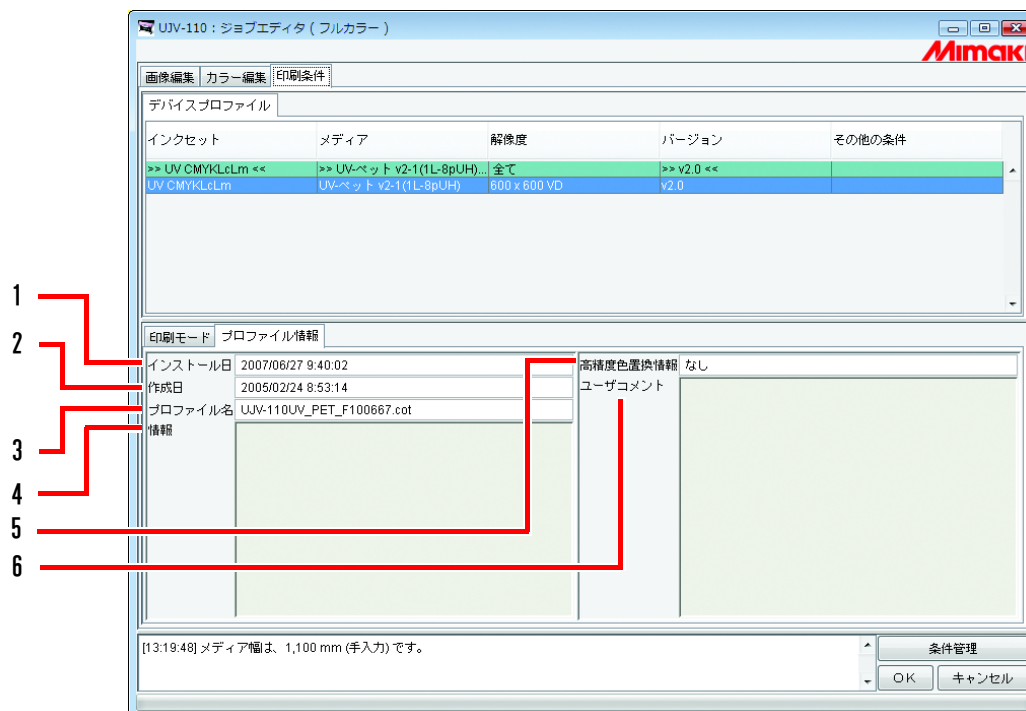 UJV-110 : ジョブエディタ ( フルカラー )
Mimaki
画像編集 カラー編集 印刷条件
デバイスプロファイル
インクセット メディア 解像度 バージョン その他の条件
>> UV CMYKLcLm << >> UV-ペット v2-1(1L-8pUH)... 全て >> v2.0 <<
UV CMYKLcLm UV-ペット v2-1(1L-8pUH) 600 x 600 VD v2.0
印刷モード プロファイル情報
1 インストール日 2007/06/27 9:40:02
2 作成日 2005/02/24 8:53:14
3 プロファイル名 UJV-110UV_PET_F100667.cot
4 情報
5 高精度色置換情報 なし
6 ユーザコメント
[13:19:48] メディア幅は、1,100 mm (手入力) です。
条件管理
OK キャンセル